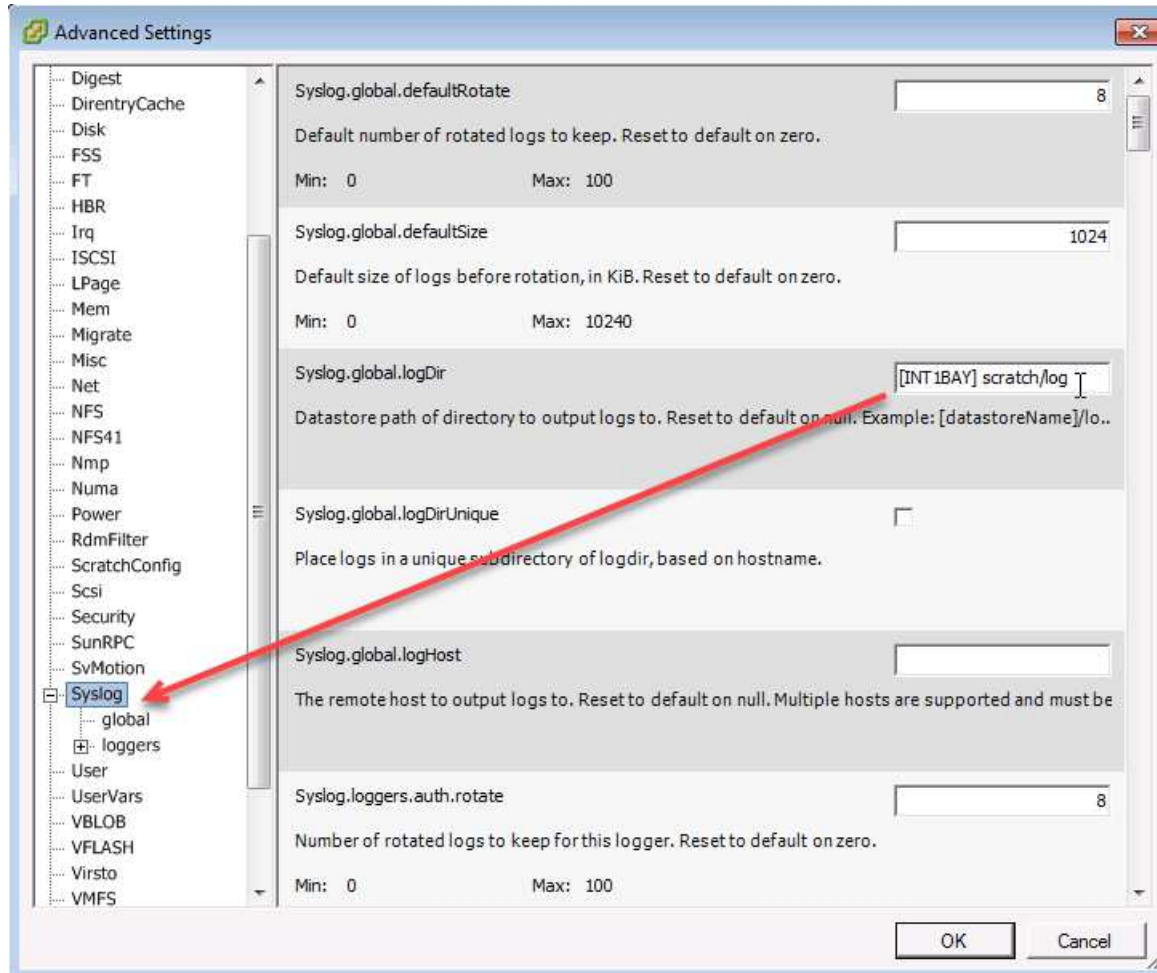 Advanced Settings
Digest
DirentryCache
Disk
FSS
FT
HBR
Irq
ISCSI
LPage
Mem
Migrate
Misc
Net
NFS
NFS41
Nmp
Numa
Power
RdmFilter
ScratchConfig
Scsi
Security
SunRPC
SvMotion
Syslog
global
loggers
User
UserVars
VBLOB
VFLASH
Virsto
VMFS
Syslog.global.defaultRotate 8
Default number of rotated logs to keep. Reset to default on zero.
Min: 0 Max: 100
Syslog.global.defaultSize 1024
Default size of logs before rotation, in KiB. Reset to default on zero.
Min: 0 Max: 10240
Syslog.global.logDir [INT1BAY] scratch/log
Datastore path of directory to output logs to. Reset to default on null. Example: [datastoreName]/lo..
Syslog.global.logDirUnique
Place logs in a unique subdirectory of logdir, based on hostname.
Syslog.global.logHost
The remote host to output logs to. Reset to default on null. Multiple hosts are supported and must be
Syslog.loggers.auth.rotate 8
Number of rotated logs to keep for this logger. Reset to default on zero.
Min: 0 Max: 100
OK Cancel